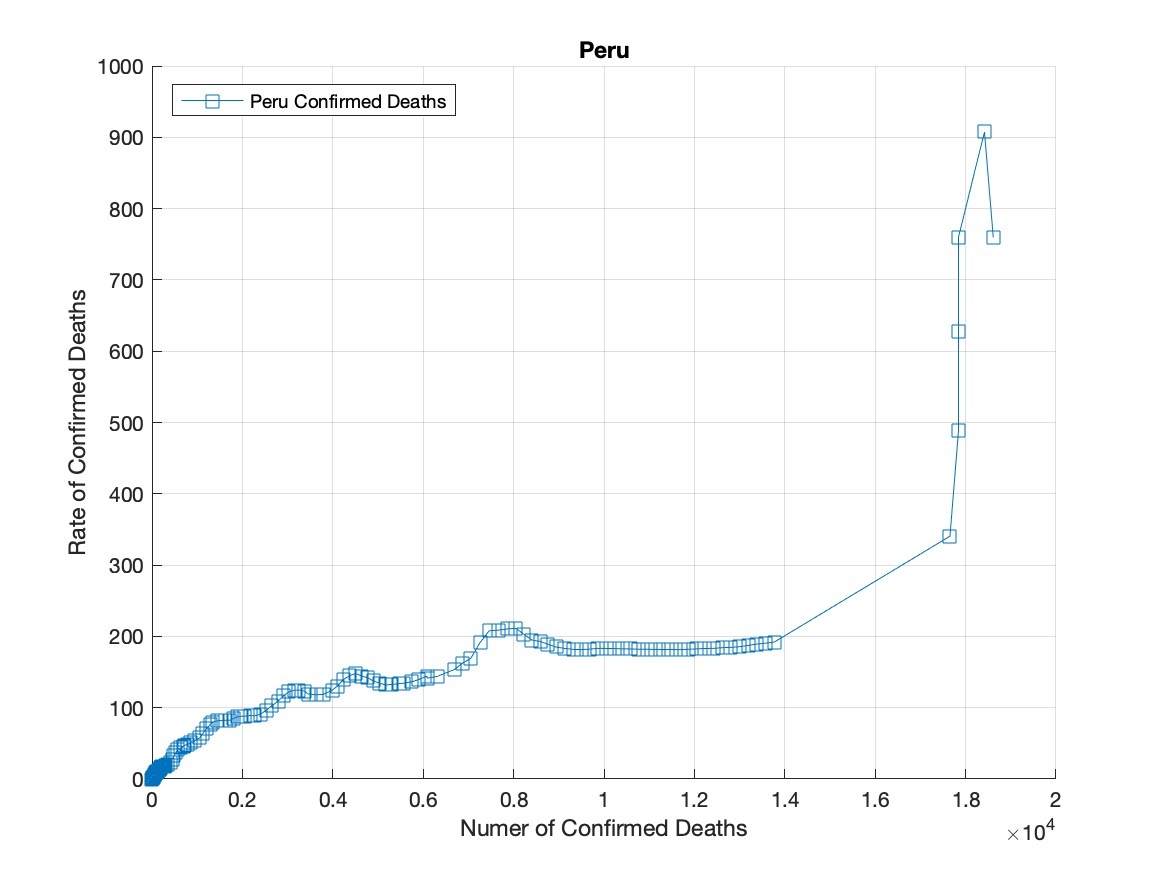 Peru
1000
900
800
700
600
500
400
300
200
100
0
Peru Confirmed Deaths
Rate of Confirmed Deaths
0 0.2 0.4 0.6 0.8 1 1.2 1.4 1.6 1.8 2
×10^4
Numer of Confirmed Deaths